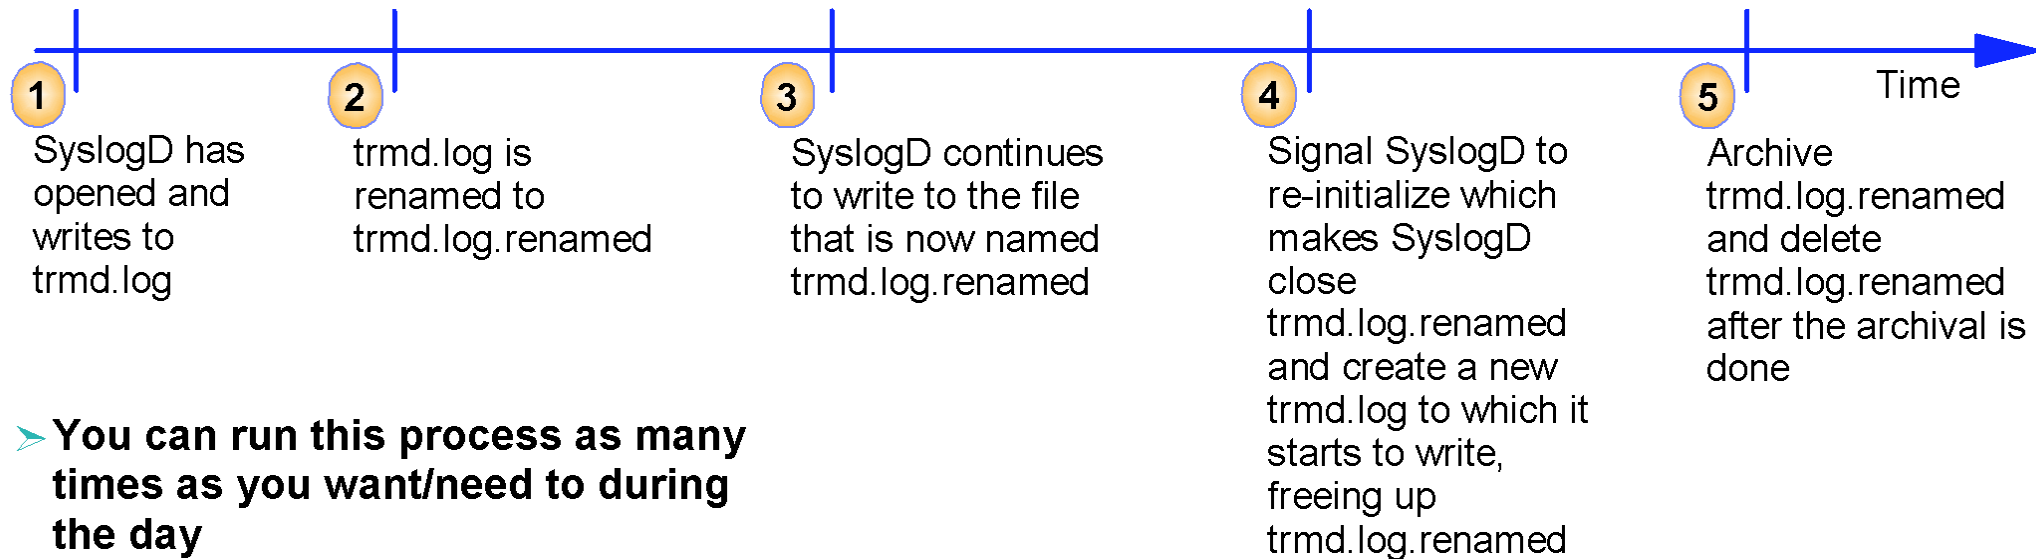 Time
1
SyslogD has
opened and
writes to
trmd.log
2
trmd.log is
renamed to
trmd.log.renamed
3
SyslogD continues
to write to the file
that is now named
trmd.log.renamed
4
Signal SyslogD to
re-initialize which
makes SyslogD
close
trmd.log.renamed
and create a new
trmd.log to which it
starts to write,
freeing up
trmd.log.renamed
5
Archive
trmd.log.renamed
and delete
trmd.log.renamed
after the archival is
done
You can run this process as many
times as you want/need to during
the day